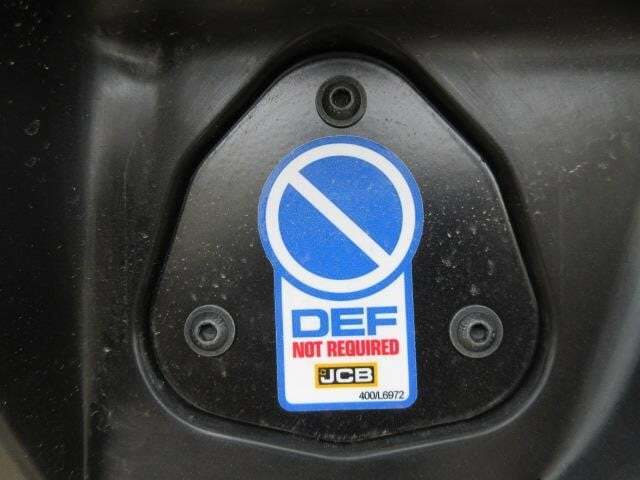 DEF
NOT REQUIRED
JCB
400/L6972